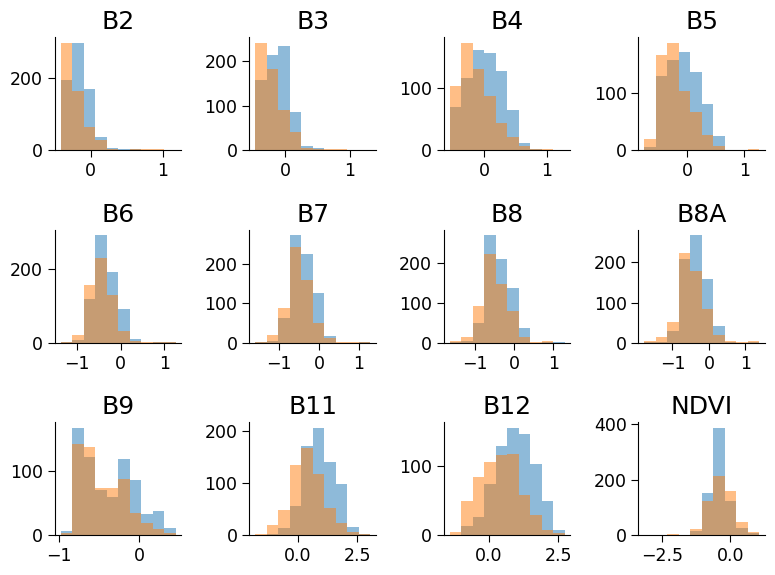 B2 B3 B4 B5
200 200 100 100
0 100 0 0
0 0 1 0 1 0 1 0 1
B6 B7 B8 B8A
200 200 200 200
0 0 0 0
−1 0 1 −1 0 1 −1 0 1 −1 0 1
B9 B11 B12 NDVI
100 200 100 400
0 100 0 200
0 0
−1 0 0.0 2.5 0.0 2.5 −2.5 0.0